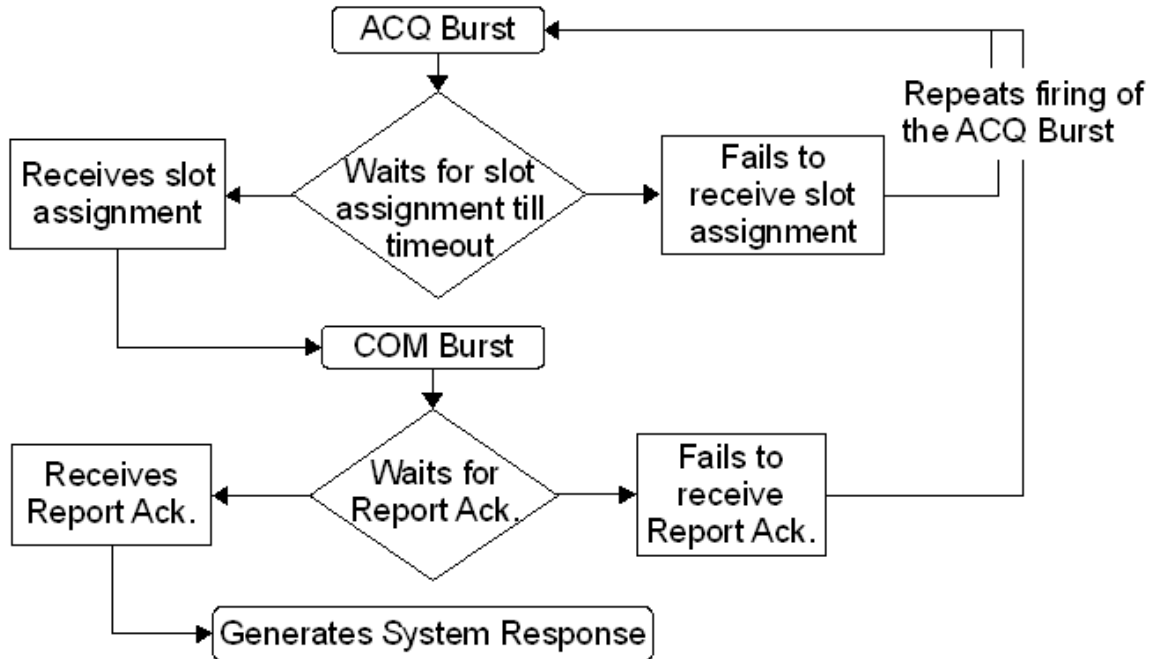 ACQ Burst
Repeats firing of
the ACQ Burst
Receives slot
assignment
Waits for slot
assignment till
timeout
Fails to
receive slot
assignment
COM Burst
Receives
Report Ack.
Waits for
Report Ack.
Fails to
receive
Report Ack.
Generates System Response